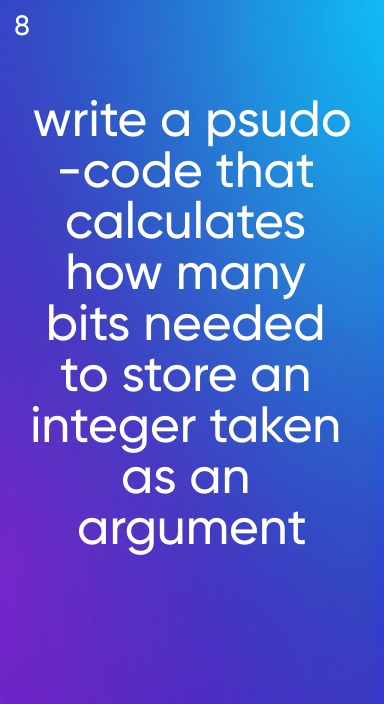 8
write a psudo
-code that
calculates
how many
bits needed
to store an
integer taken
as an
argument